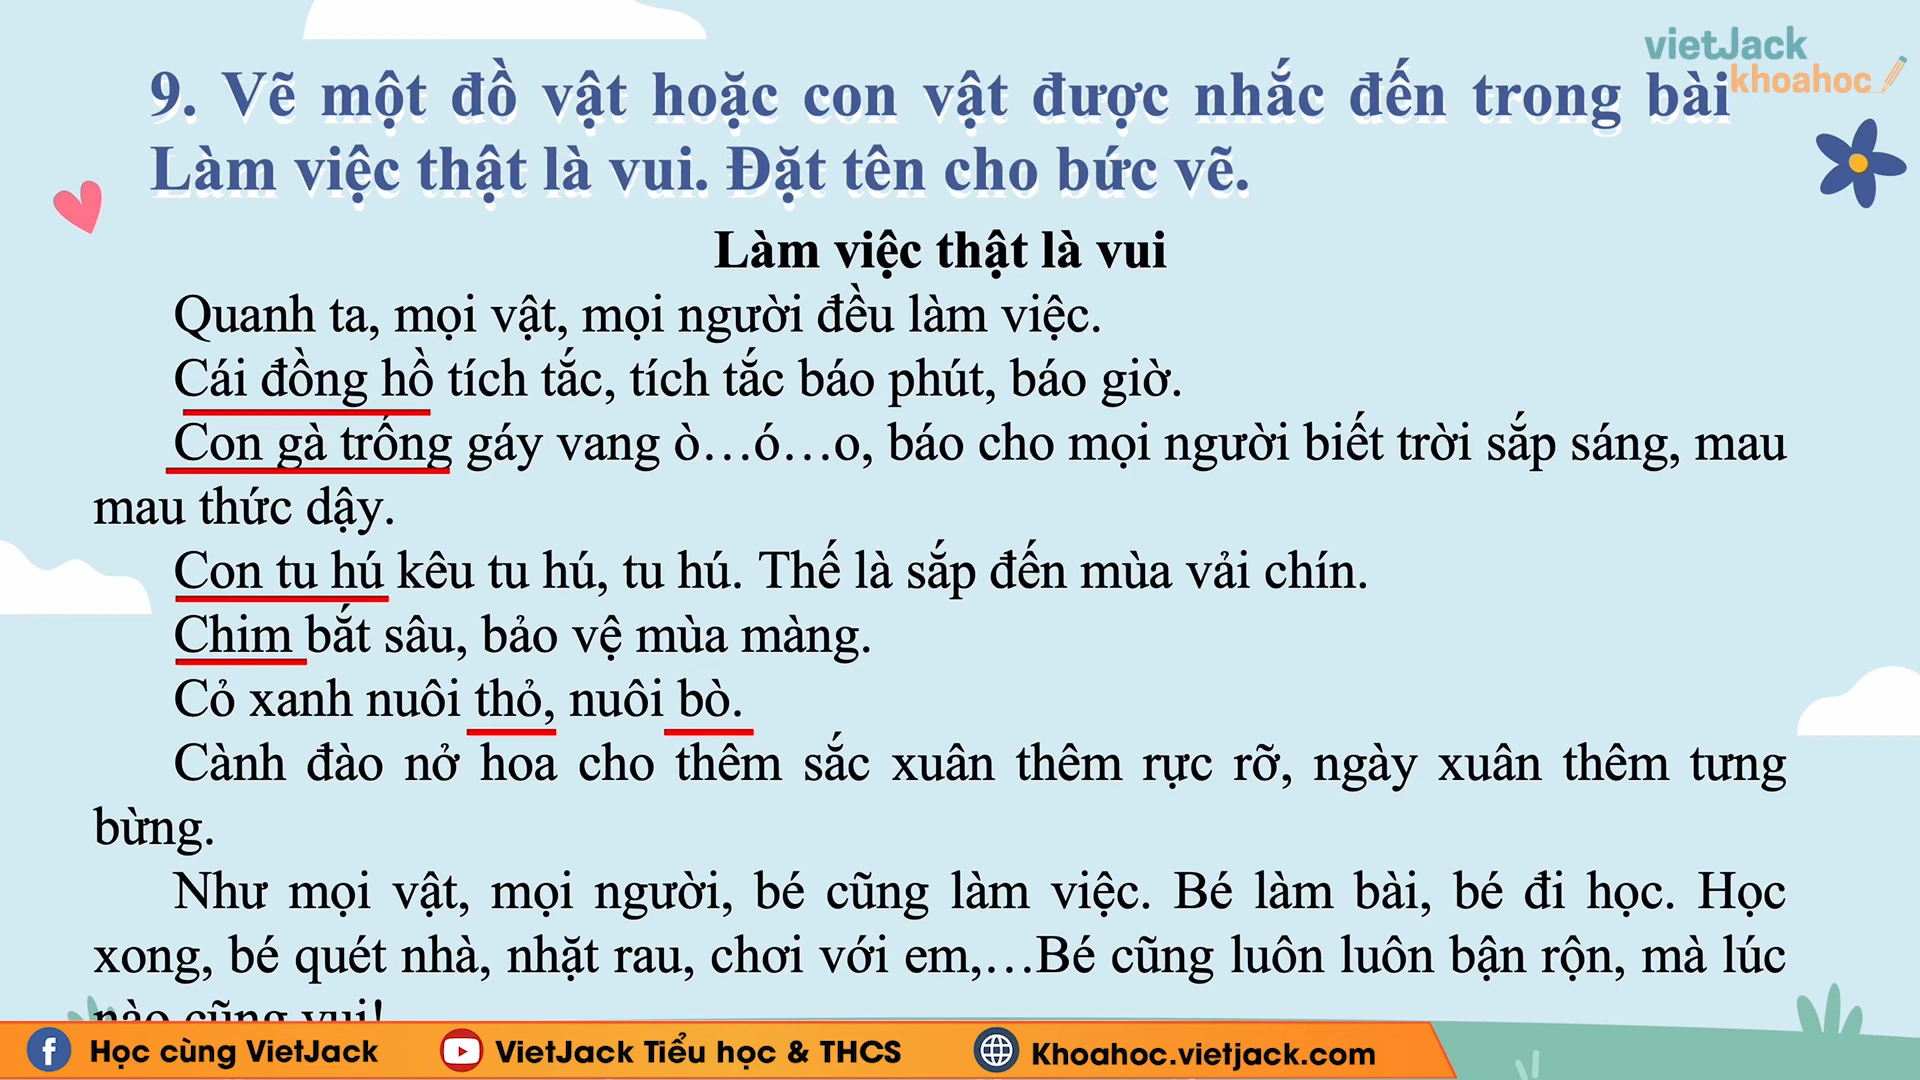 vietJack
khoahoc
9. Vẽ một đồ vật hoặc con vật được nhắc đến trong bài
Làm việc thật là vui. Đặt tên cho bức vẽ.
Làm việc thật là vui
Quanh ta, mọi vật, mọi người đều làm việc.
Cái đồng hồ tích tắc, tích tắc báo phút, báo giờ.
Con gà trống gáy vang ò…ó…o, báo cho mọi người biết trời sắp sáng, mau
mau thức dậy.
Con tu hú kêu tu hú, tu hú. Thế là sắp đến mùa vải chín.
Chim bắt sâu, bảo vệ mùa màng.
Cỏ xanh nuôi thỏ, nuôi bò.
Cành đào nở hoa cho thêm sắc xuân thêm rực rỡ, ngày xuân thêm tưng
bừng.
Như mọi vật, mọi người, bé cũng làm việc. Bé làm bài, bé đi học. Học
xong, bé quét nhà, nhặt rau, chơi với em,…Bé cũng luôn luôn bận rộn, mà lúc
nào cũng vui!
Học cùng VietJack
VietJack Tiểu học & THCS
Khoahoc.vietjack.com